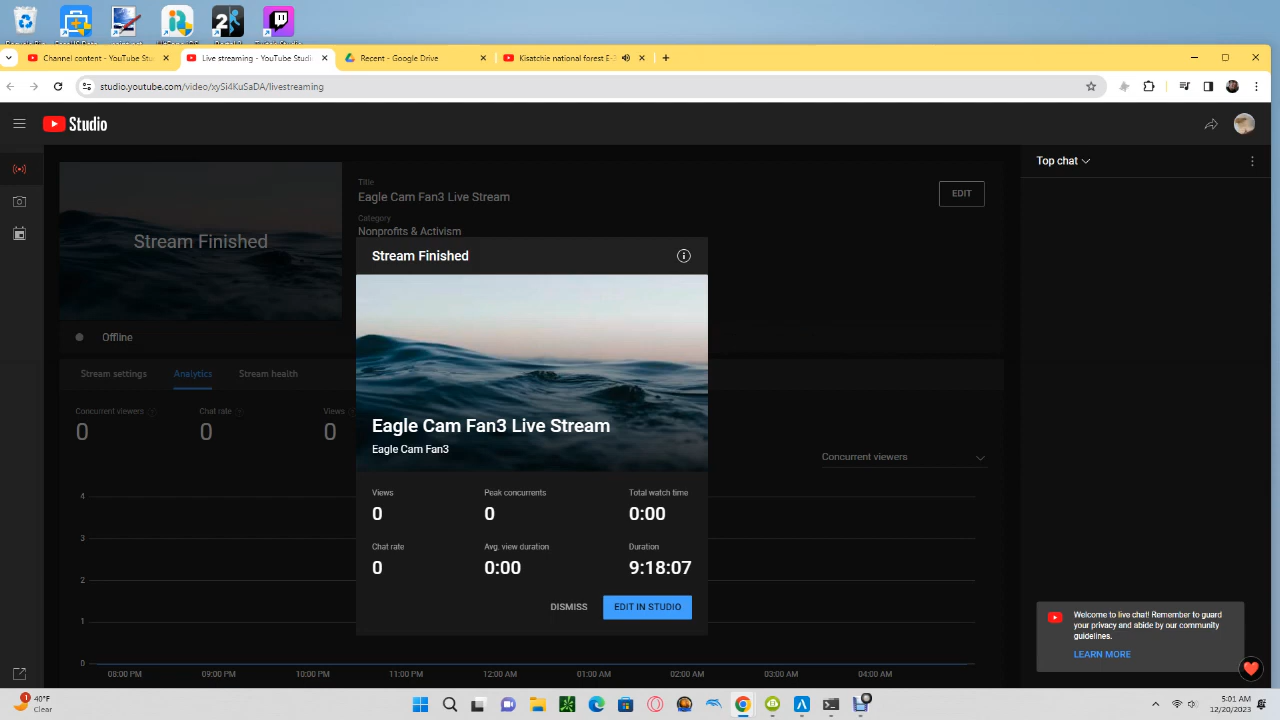 Channel content - YouTube Stu
Live streaming - YouTube Studi
Recent - Google Drive
Kisatchie national forest E-3
studio.youtube.com/video/xySi4KuSaDA/livestreaming
Studio
Top chat
Title
Eagle Cam Fan3 Live Stream
EDIT
Category
Nonprofits & Activism
Stream Finished
Stream Finished
Eagle Cam Fan3 Live Stream
Eagle Cam Fan3
Offline
Stream settings
Analytics
Stream health
Concurrent viewers
Chat rate
Views
0
0
0
Concurrent viewers
Views
Peak concurrents
Total watch time
0
0
0:00
Chat rate
Avg. view duration
Duration
0
0:00
9:18:07
DISMISS
EDIT IN STUDIO
4
3
2
1
0
08:00 PM
09:00 PM
10:00 PM
11:00 PM
12:00 AM
01:00 AM
02:00 AM
03:00 AM
04:00 AM
Welcome to live chat! Remember to guard
your privacy and abide by our community
guidelines.
LEARN MORE
1
40°F
Clear
5:01 AM
12/20/2023